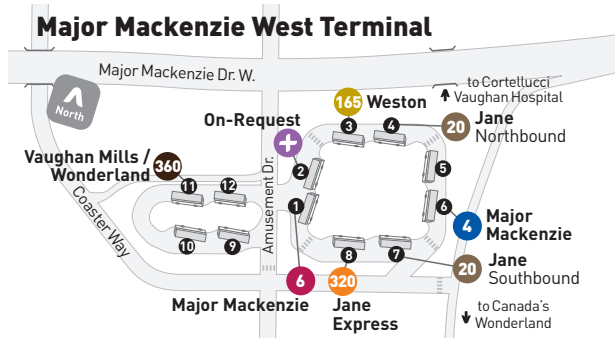 Major Mackenzie West Terminal
Major Mackenzie Dr. W.
North
to Cortellucci
Vaughan Hospital
165 Weston
On-Request
20 Jane
Northbound
Vaughan Mills /
Wonderland
360
3
4
2
5
11
12
1
6
10
9
8
7
Coaster Way
Amusement Dr.
4 Major
Mackenzie
20 Jane
Southbound
6
Major Mackenzie
320
Jane
Express
to Canada's
Wonderland